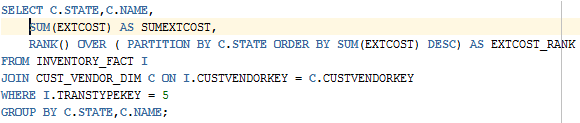 SELECT C.STATE,C.NAME,
SUM(EXTCOST) AS SUMEXTCOST,
RANK() OVER ( PARTITION BY C.STATE ORDER BY SUM(EXTCOST) DESC) AS EXTCOST_RANK
FROM INVENTORY_FACT I
JOIN CUST_VENDOR_DIM C ON I.CUSTVENDORKEY = C.CUSTVENDORKEY
WHERE I.TRANSTYPEKEY = 5
GROUP BY C.STATE,C.NAME;